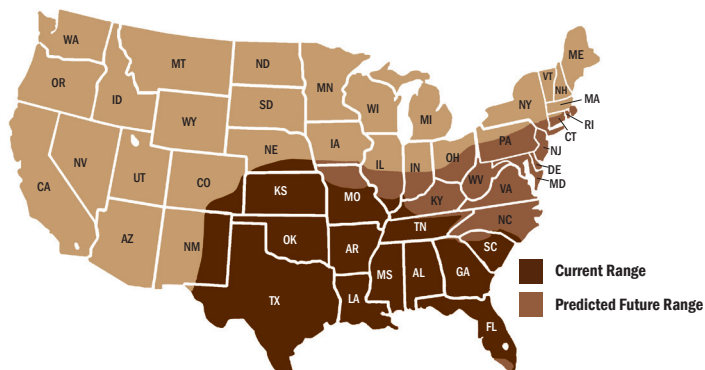 WA
MT
ND
MN
ME
VT
NH
OR
ID
SD
WI
MI
NY
MA
RI
CT
WY
IA
PA
NJ
NE
IL
IN
OH
DE
MD
NV
UT
CO
KS
MO
KY
WV
VA
CA
AZ
NM
OK
AR
TN
NC
SC
TX
LA
MS
AL
GA
FL
Current Range
Predicted Future Range